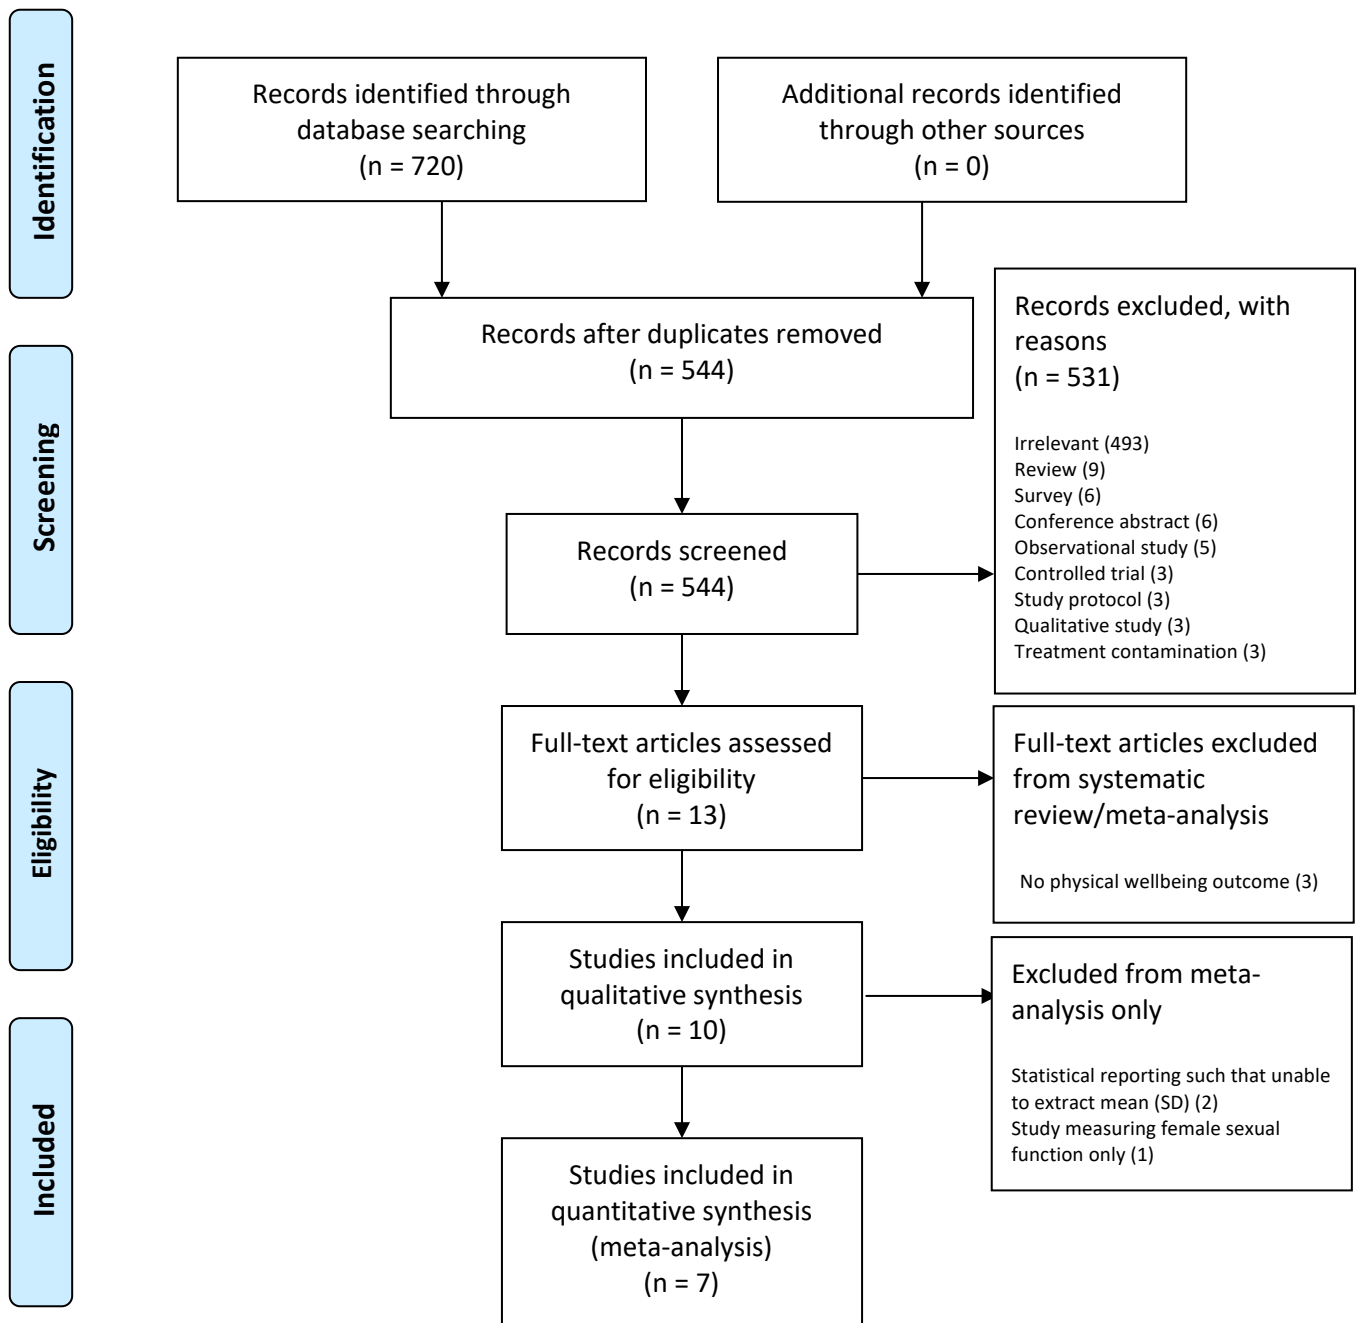 Identification
Records identified through
database searching
(n = 720)
Additional records identified
through other sources
(n = 0)
Records after duplicates removed
(n = 544)
Records excluded, with
reasons
(n = 531)
Irrelevant (493)
Review (9)
Survey (6)
Conference abstract (6)
Observational study (5)
Controlled trial (3)
Study protocol (3)
Qualitative study (3)
Treatment contamination (3)
Screening
Records screened
(n = 544)
Eligibility
Full-text articles assessed
for eligibility
(n = 13)
Full-text articles excluded
from systematic
review/meta-analysis
No physical wellbeing outcome (3)
Studies included in
qualitative synthesis
(n = 10)
Excluded from meta-
analysis only
Statistical reporting such that unable
to extract mean (SD) (2)
Study measuring female sexual
function only (1)
Included
Studies included in
quantitative synthesis
(meta-analysis)
(n = 7)